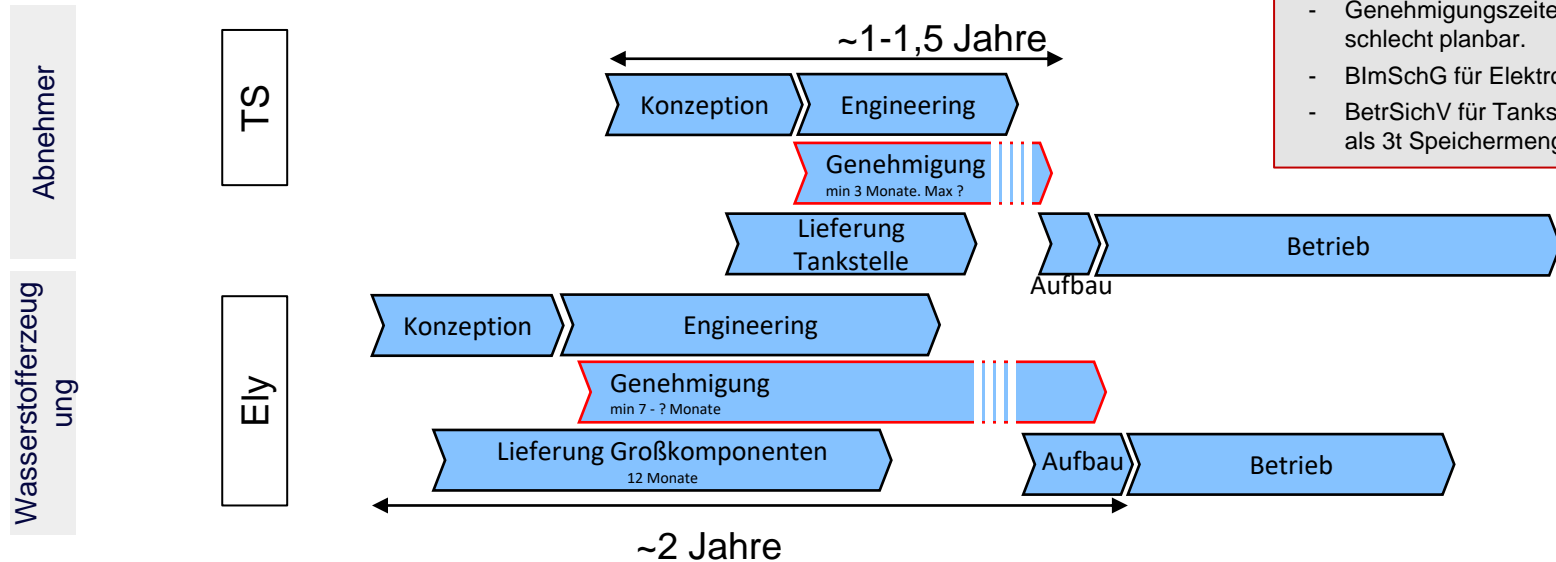 Abnehmer
TS
~1-1,5 Jahre
Konzeption
Engineering
Genehmigung
min 3 Monate. Max ?
Lieferung
Tankstelle
Aufbau
Betrieb
- Genehmigungszeite
schlecht planbar.
- BImSchG für Elektro
- BetrSichV für Tanks
als 3t Speichermeng
Wasserstofferzeug
ung
Ely
Konzeption
Engineering
Genehmigung
min 7 - ? Monate
Lieferung Großkomponenten
12 Monate
Aufbau
Betrieb
~2 Jahre